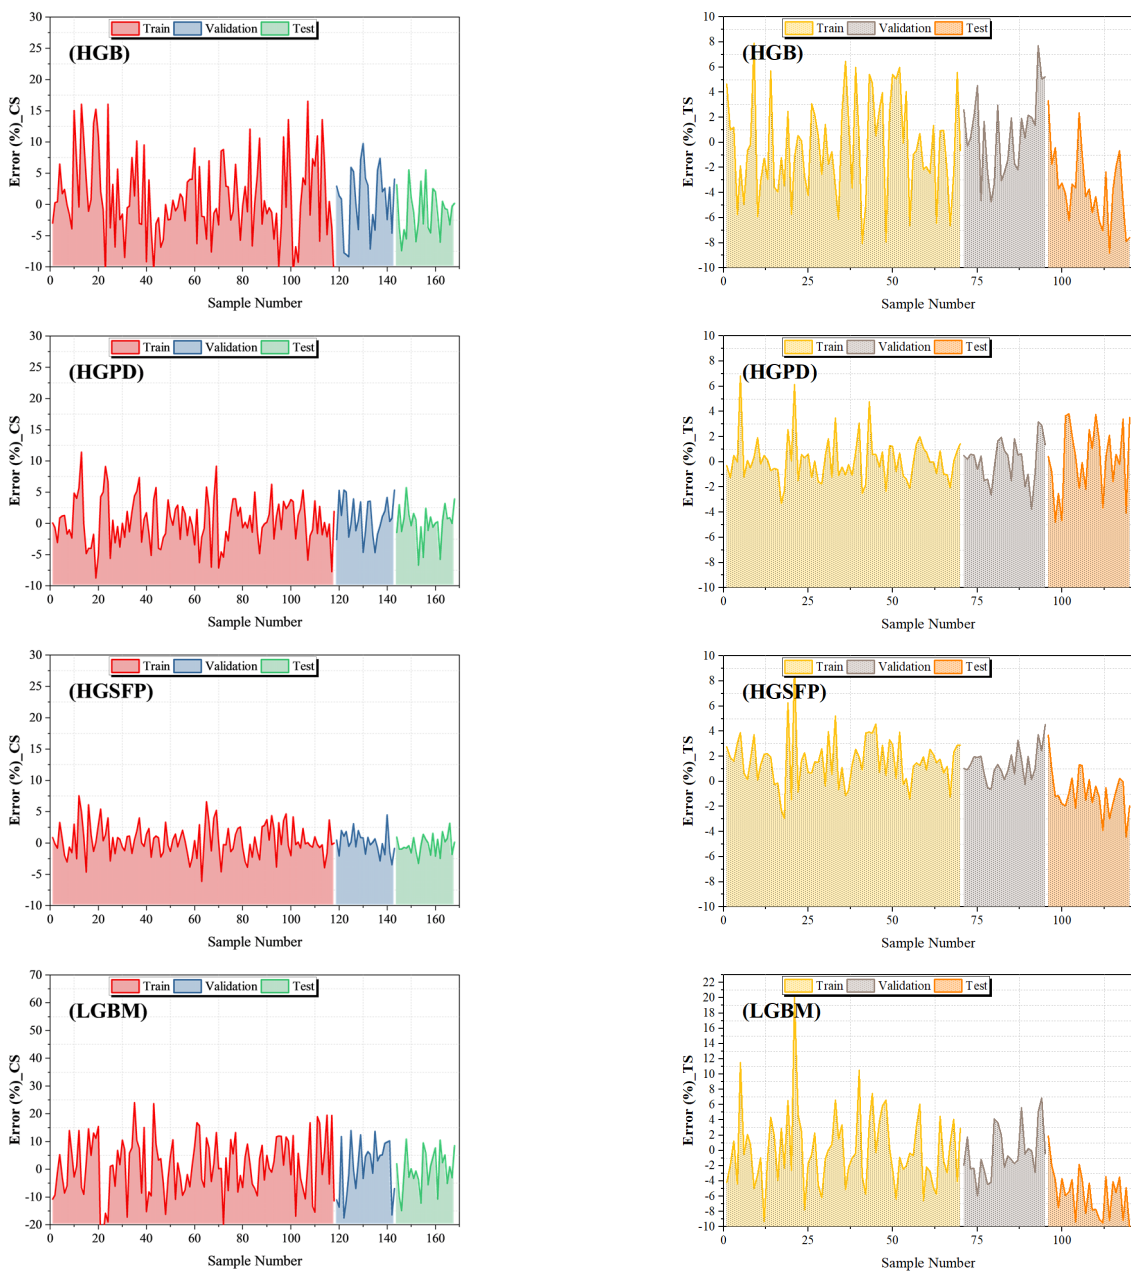 Train Validation Test
(HGB)
Error (%)_CS
30
25
20
15
10
5
0
-5
-10
0 20 40 60 80 100 120 140 160
Sample Number
Train Validation Test
(HGB)
Error (%)_TS
10
8
6
4
2
0
-2
-4
-6
-8
-10
0 25 50 75 100
Sample Number
Train Validation Test
(HGPD)
Error (%)_CS
30
25
20
15
10
5
0
-5
-10
0 20 40 60 80 100 120 140 160
Sample Number
Train Validation Test
(HGPD)
Error (%)_TS
10
8
6
4
2
0
-2
-4
-6
-8
-10
0 25 50 75 100
Sample Number
Train Validation Test
(HGSFP)
Error (%)_CS
30
25
20
15
10
5
0
-5
-10
0 20 40 60 80 100 120 140 160
Sample Number
Train Validation Test
(HGSFP)
Error (%)_TS
10
8
6
4
2
0
-2
-4
-6
-8
-10
0 25 50 75 100
Sample Number
Train Validation Test
(LGBM)
Error (%)_CS
70
60
50
40
30
20
10
0
-10
-20
0 20 40 60 80 100 120 140 160
Sample Number
Train Validation Test
(LGBM)
Error (%)_TS
22
20
18
16
14
12
10
8
6
4
2
0
-2
-4
-6
-8
-10
0 25 50 75 100
Sample Number